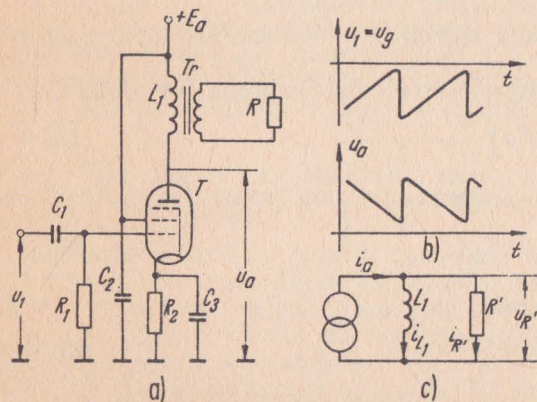 +Ea
Tr
L1
R
T
C1
u1
R1
C2
R2
C3
ua
a)
u1 = ug
t
ua
b)
t
ia
L1
iL1
R'
iR'
uR'
c)